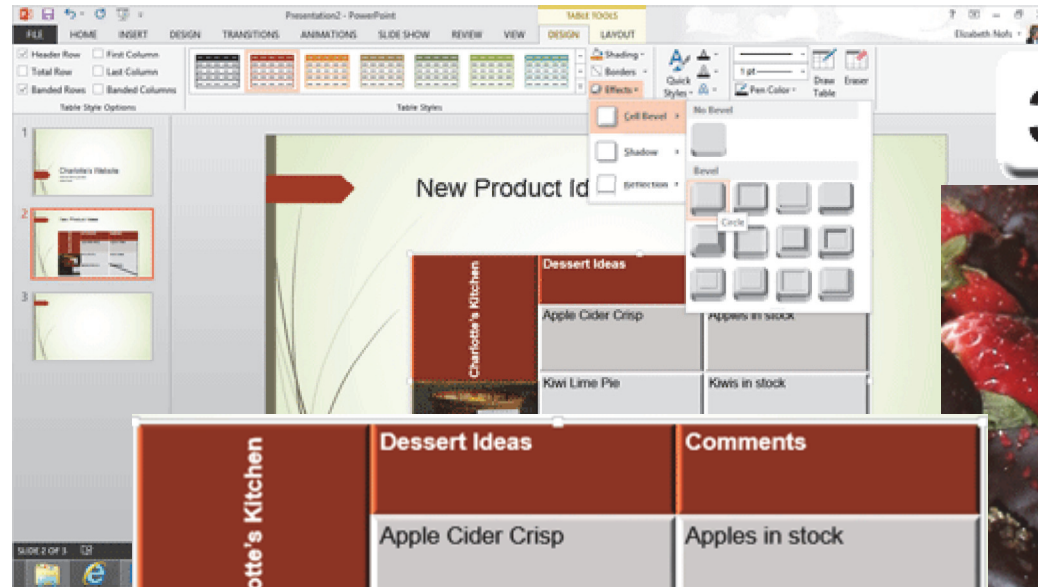 Presentation2 - PowerPoint
TABLE TOOLS
FILE HOME INSERT DESIGN TRANSITIONS ANIMATIONS SLIDE SHOW REVIEW VIEW DESIGN LAYOUT
Elizabeth Nofs
Header Row First Column
Total Row Last Column
Banded Rows Banded Columns
Table Style Options
Table Styles
Shading
Borders
Effects
Quick Styles
1 pt
Pen Color
Draw Table
Eraser
Cell Bevel
Shadow
Reflection
No Bevel
Bevel
Circle
1
Charlotte's Website
2
New Product Ideas
3
New Product Id
Charlotte's Kitchen
Dessert Ideas
Apple Cider Crisp
Apples in stock
Kiwi Lime Pie
Kiwis in stock
otte's Kitchen
Dessert Ideas
Comments
Apple Cider Crisp
Apples in stock
SLIDE 2 OF 3